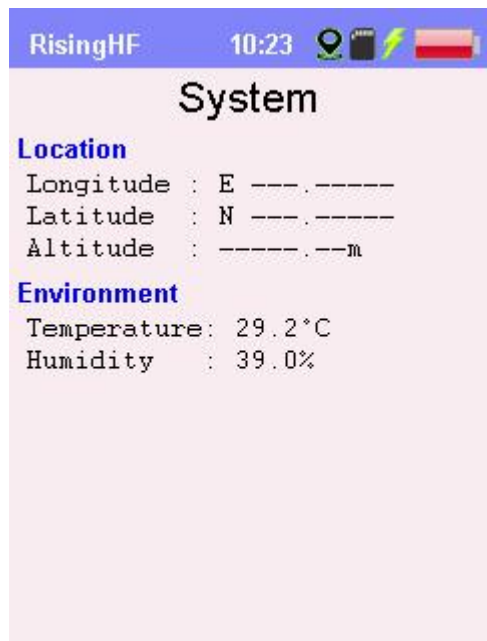 RisingHF 10:23
System
Location
Longitude : E ---.-----
Latitude : N ---.-----
Altitude : -----.--m
Environment
Temperature: 29.2°C
Humidity : 39.0%